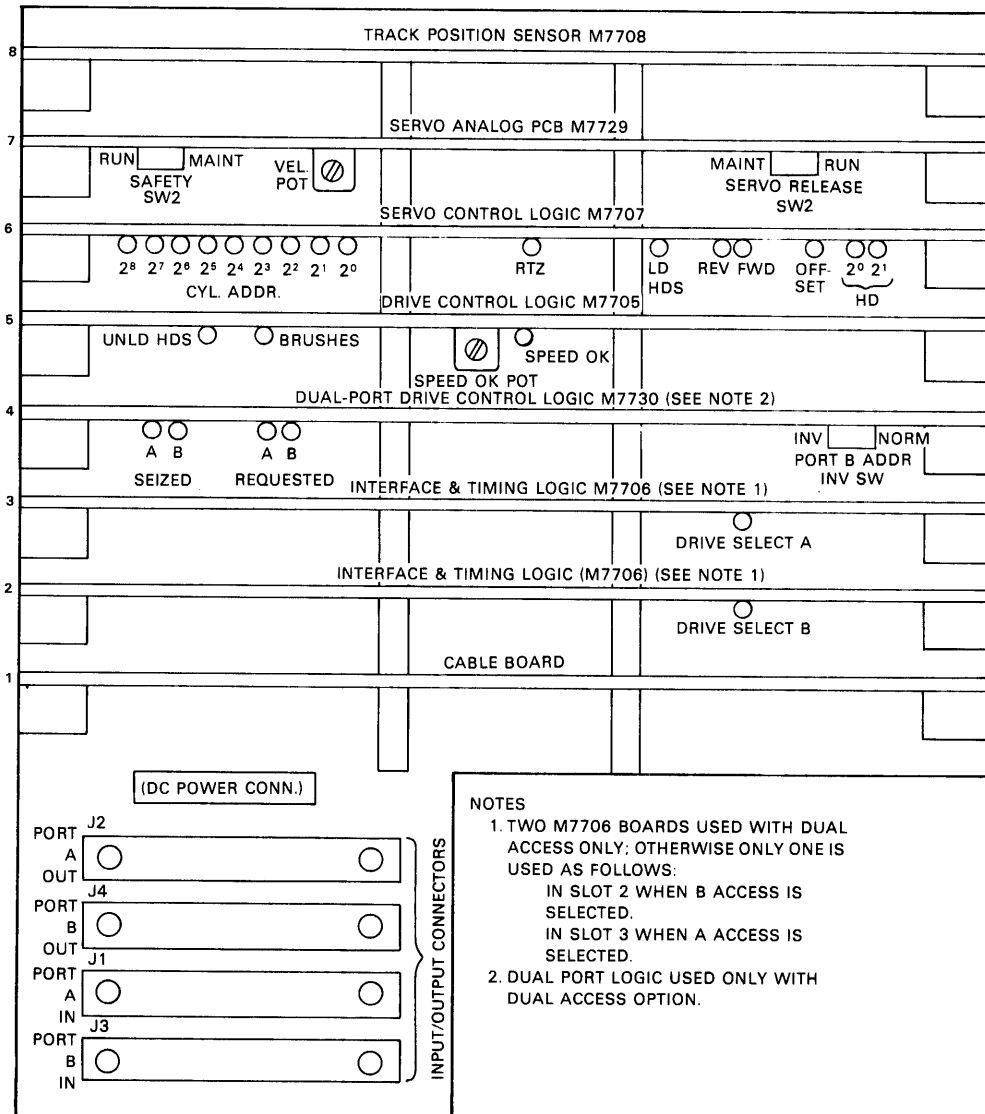 TRACK POSITION SENSOR M7708
8
SERVO ANALOG PCB M7729
7
RUN MAINT
SAFETY
SW2
VEL.
POT
MAINT RUN
SERVO RELEASE
SW2
SERVO CONTROL LOGIC M7707
6
2⁸ 2⁷ 2⁶ 2⁵ 2⁴ 2³ 2² 2¹ 2⁰
CYL. ADDR.
RTZ
LD
HDS
REV FWD
OFF-
SET
2⁰ 2¹
HD
DRIVE CONTROL LOGIC M7705
5
UNLD HDS
BRUSHES
SPEED OK
SPEED OK POT
DUAL-PORT DRIVE CONTROL LOGIC M7730 (SEE NOTE 2)
4
A B
SEIZED
A B
REQUESTED
INV NORM
PORT B ADDR
INV SW
INTERFACE & TIMING LOGIC M7706 (SEE NOTE 1)
3
DRIVE SELECT A
INTERFACE & TIMING LOGIC (M7706) (SEE NOTE 1)
2
DRIVE SELECT B
CABLE BOARD
1
(DC POWER CONN.)
J2
PORT
A
OUT
J4
PORT
B
OUT
J1
PORT
A
IN
J3
PORT
B
IN
INPUT/OUTPUT CONNECTORS
NOTES
1. TWO M7706 BOARDS USED WITH DUAL
ACCESS ONLY; OTHERWISE ONLY ONE IS
USED AS FOLLOWS:
IN SLOT 2 WHEN B ACCESS IS
SELECTED.
IN SLOT 3 WHEN A ACCESS IS
SELECTED.
2. DUAL PORT LOGIC USED ONLY WITH
DUAL ACCESS OPTION.